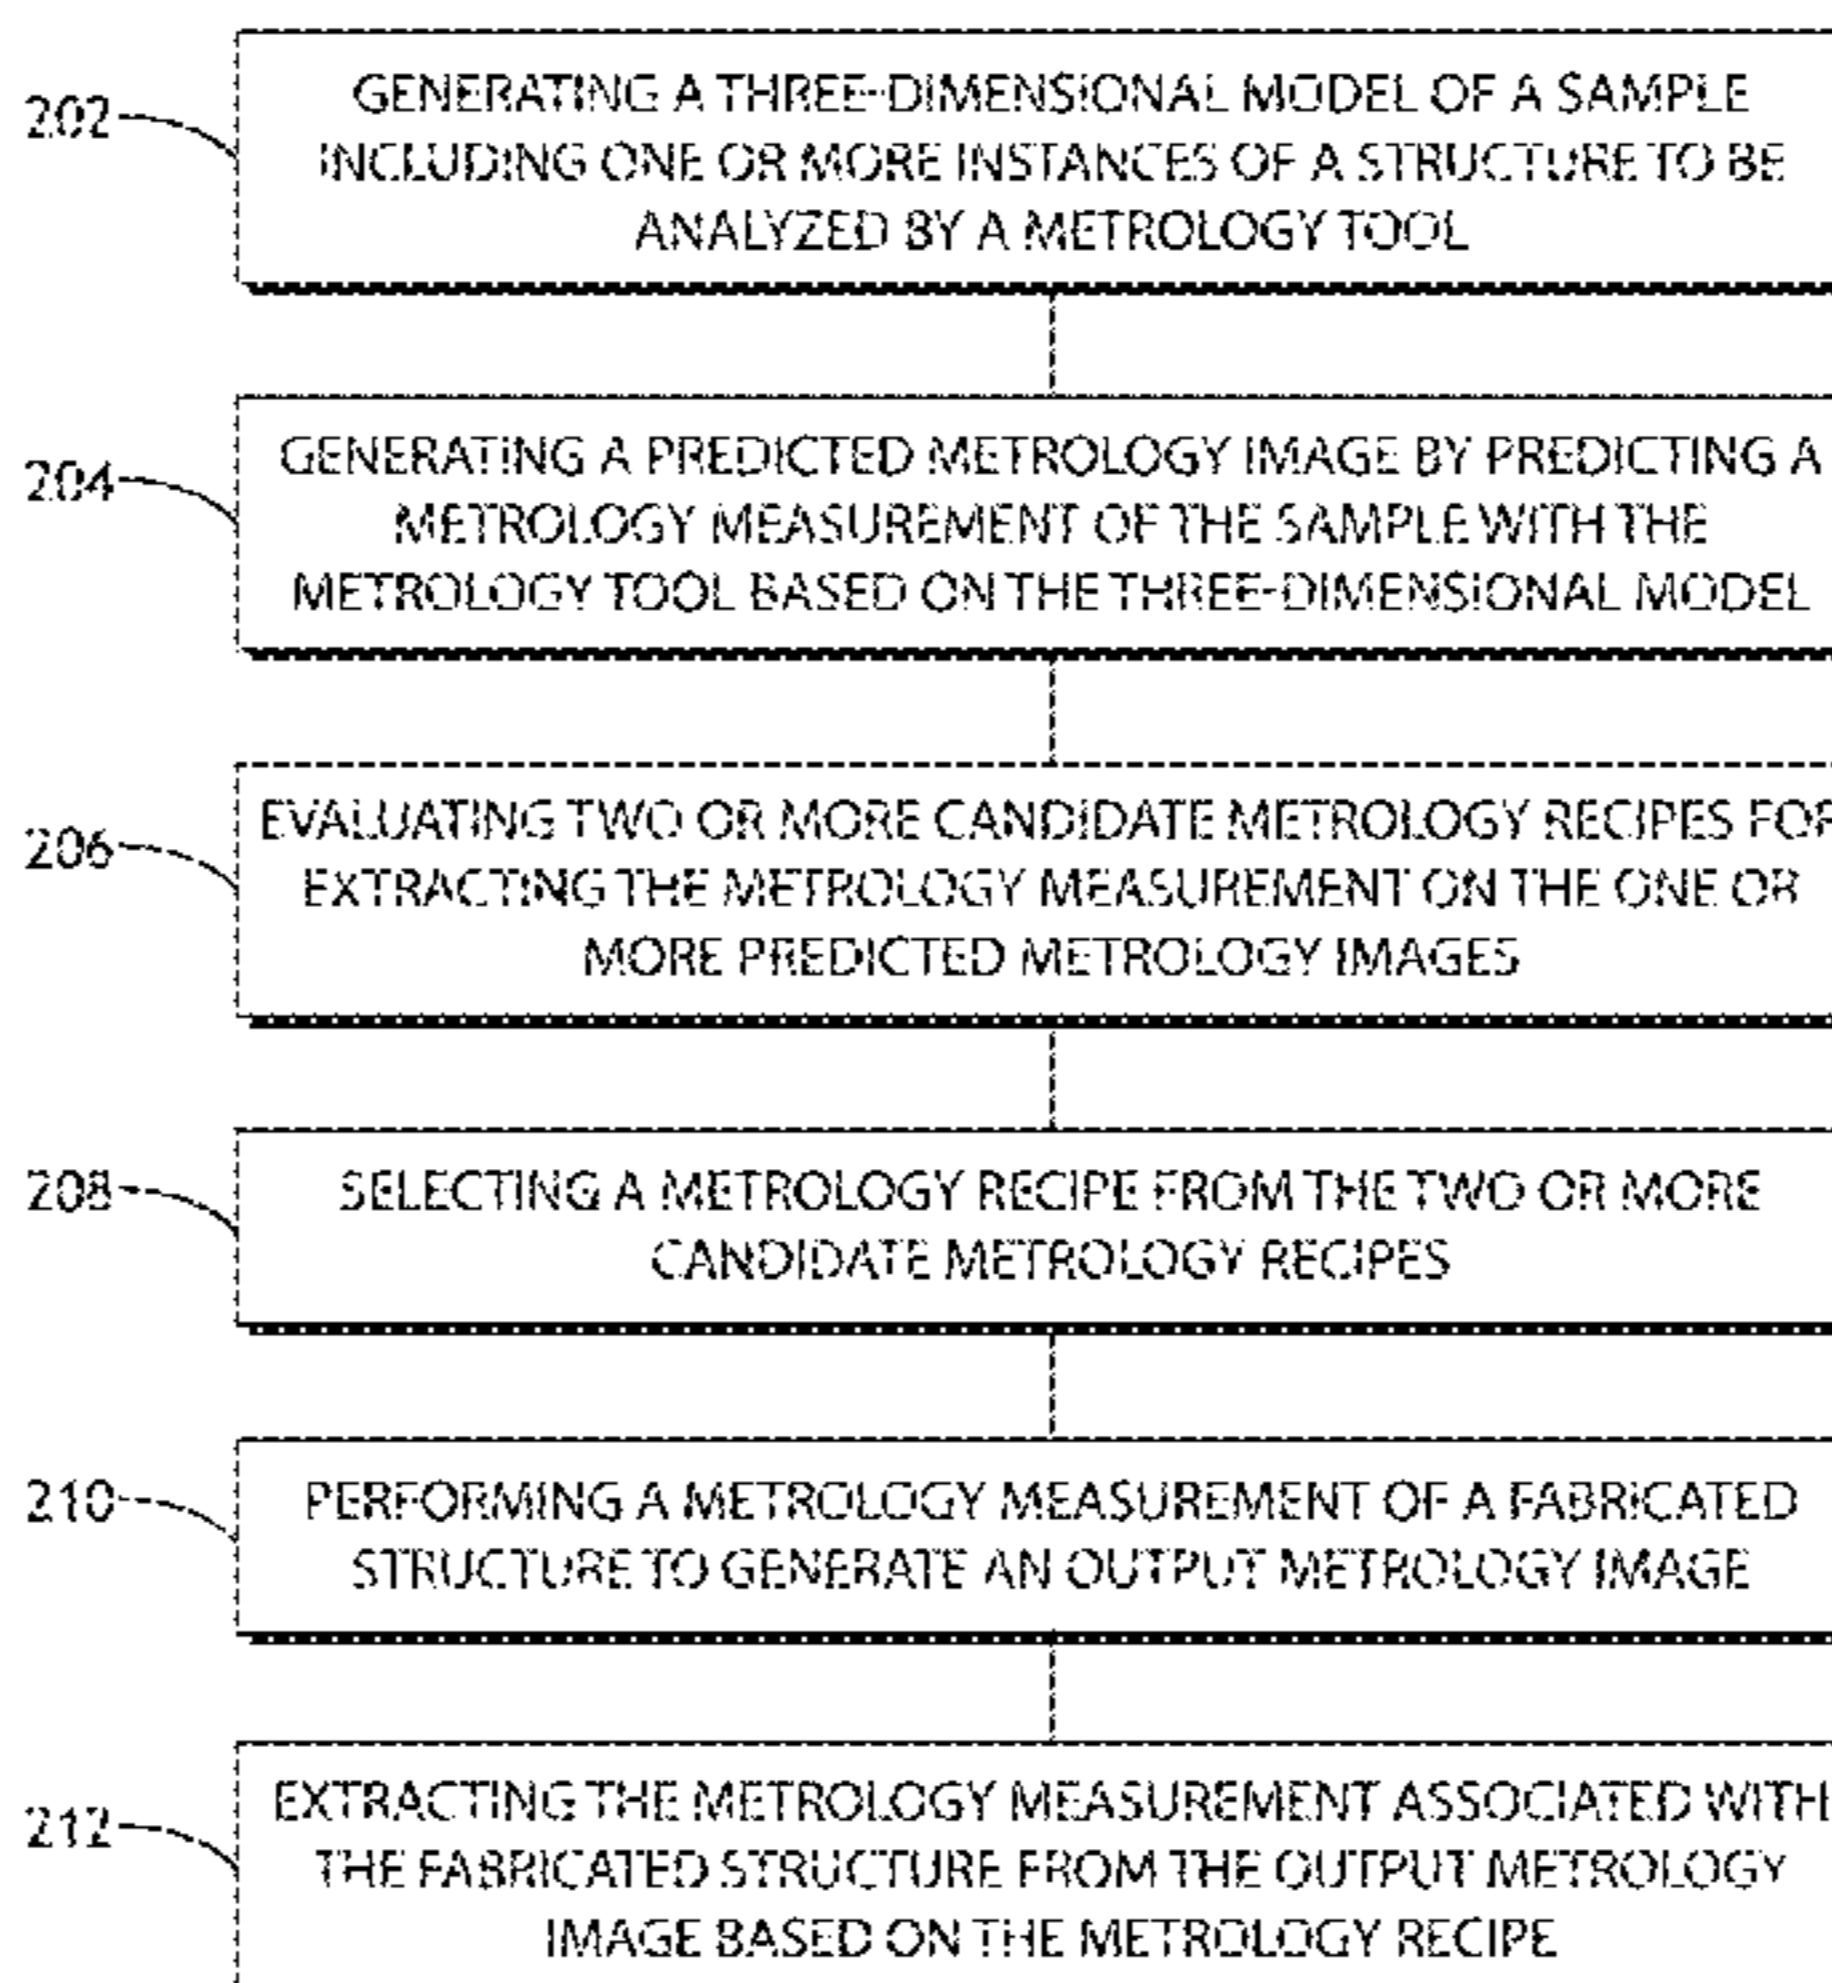 202
GENERATING A THREE-DIMENSIONAL MODEL OF A SAMPLE
INCLUDING ONE OR MORE INSTANCES OF A STRUCTURE TO BE
ANALYZED BY A METROLOGY TOOL
204
GENERATING A PREDICTED METROLOGY IMAGE BY PREDICTING A
METROLOGY MEASUREMENT OF THE SAMPLE WITH THE
METROLOGY TOOL BASED ON THE THREE-DIMENSIONAL MODEL
206
EVALUATING TWO OR MORE CANDIDATE METROLOGY RECIPES FOR
EXTRACTING THE METROLOGY MEASUREMENT ON THE ONE OR
MORE PREDICTED METROLOGY IMAGES
208
SELECTING A METROLOGY RECIPE FROM THE TWO OR MORE
CANDIDATE METROLOGY RECIPES
210
PERFORMING A METROLOGY MEASUREMENT OF A FABRICATED
STRUCTURE TO GENERATE AN OUTPUT METROLOGY IMAGE
212
EXTRACTING THE METROLOGY MEASUREMENT ASSOCIATED WITH
THE FABRICATED STRUCTURE FROM THE OUTPUT METROLOGY
IMAGE BASED ON THE METROLOGY RECIPE